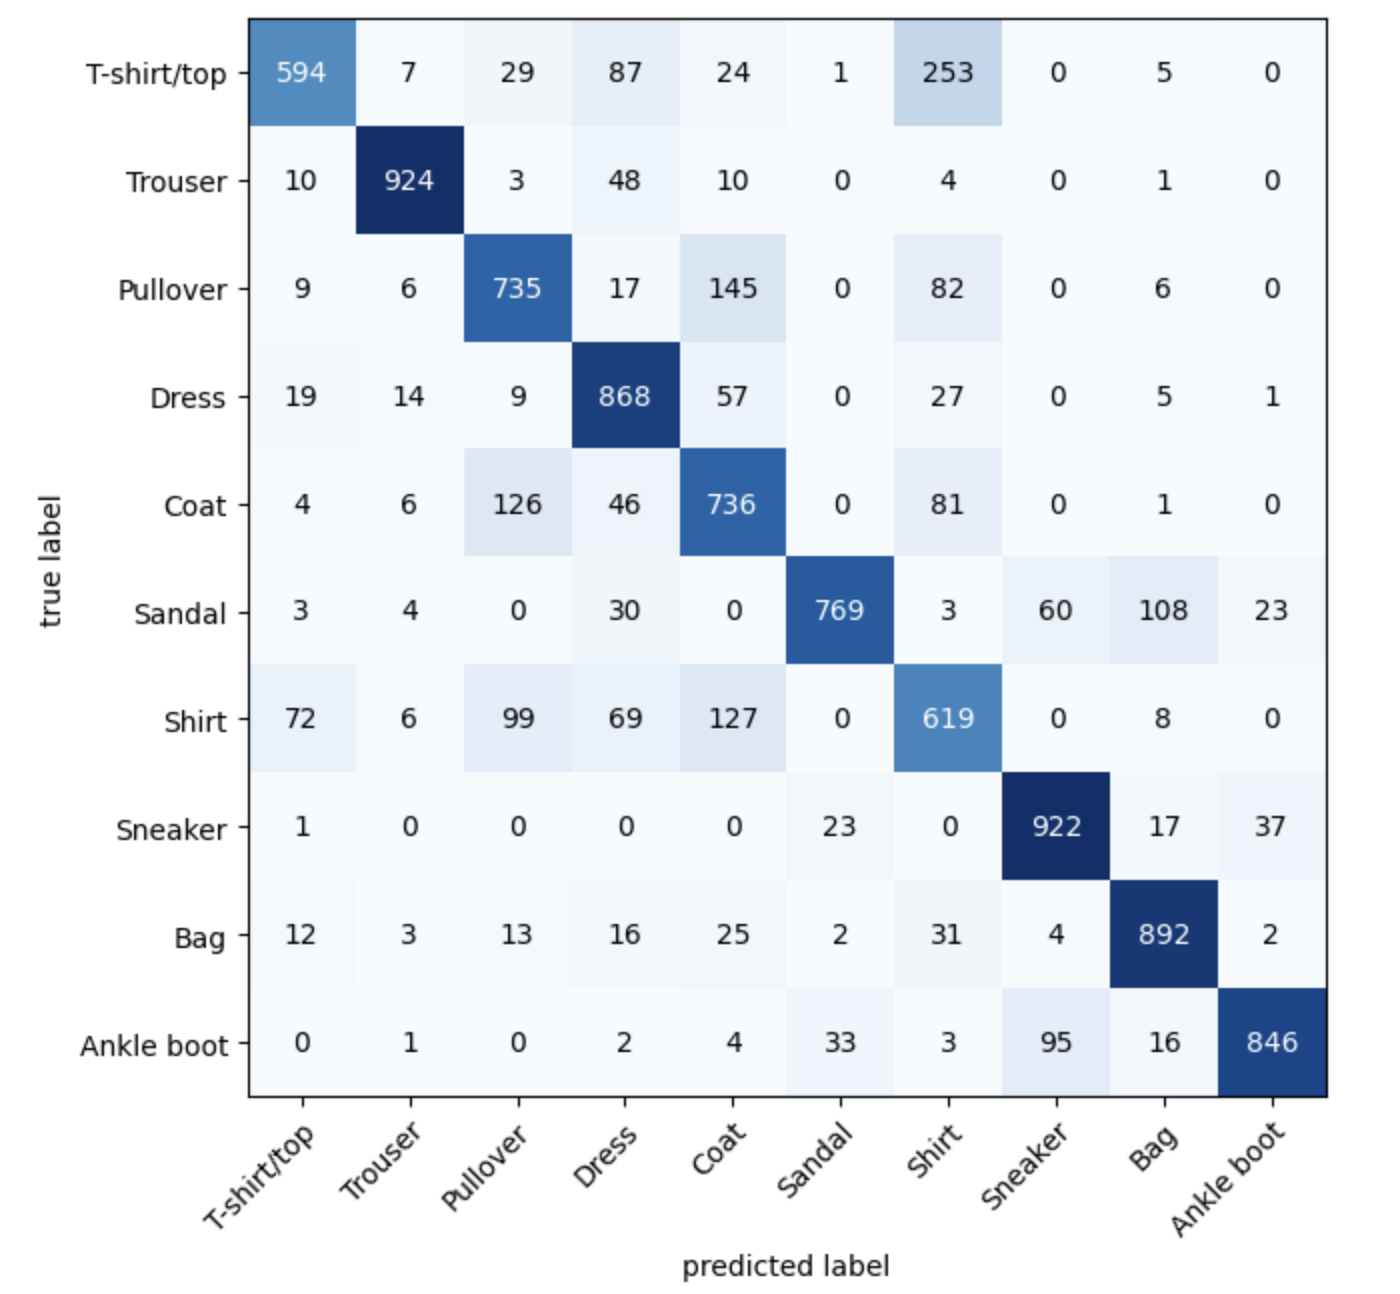 T-shirt/top 594 7 29 87 24 1 253 0 5 0
Trouser 10 924 3 48 10 0 4 0 1 0
Pullover 9 6 735 17 145 0 82 0 6 0
Dress 19 14 9 868 57 0 27 0 5 1
Coat 4 6 126 46 736 0 81 0 1 0
Sandal 3 4 0 30 0 769 3 60 108 23
Shirt 72 6 99 69 127 0 619 0 8 0
Sneaker 1 0 0 0 0 23 0 922 17 37
Bag 12 3 13 16 25 2 31 4 892 2
Ankle boot 0 1 0 2 4 33 3 95 16 846
true label
T-shirt/top Trouser Pullover Dress Coat Sandal Shirt Sneaker Bag Ankle boot
predicted label